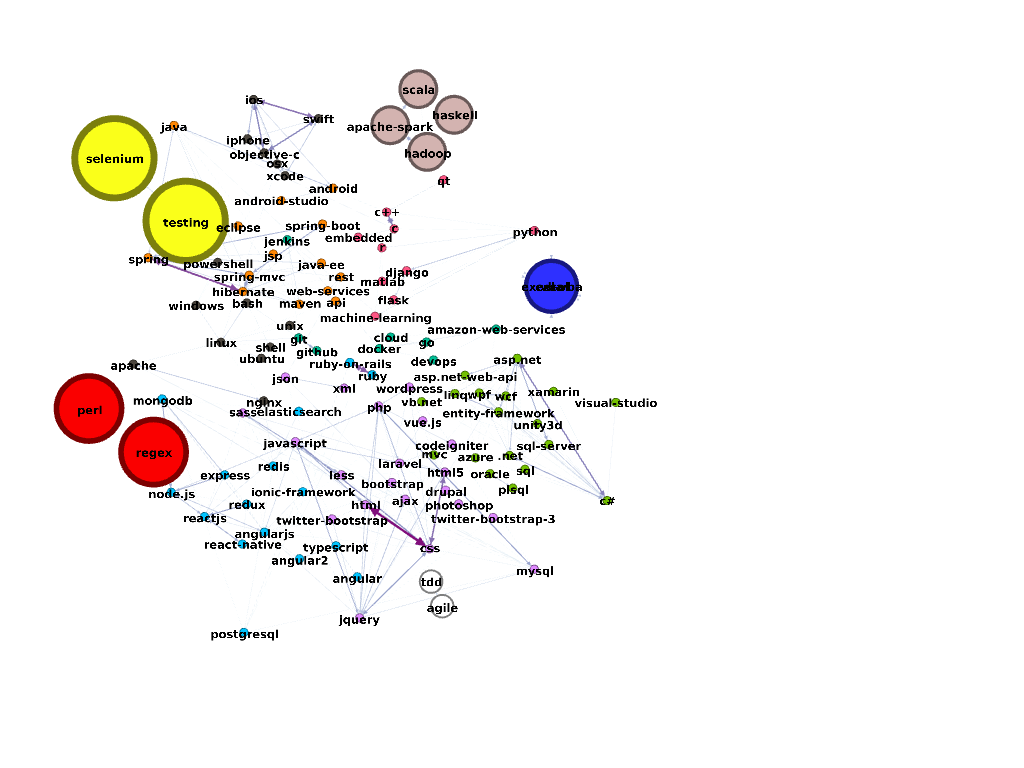 scala
ios
haskell
swift
java
apache-spark
iphone
objective-c
hadoop
selenium
osx
xcode
qt
android
android-studio
c++
testing
eclipse
spring-boot
c
python
jenkins
embedded
r
jsp
spring
powershell
java-ee
django
spring-mvc
rest
matlab
hibernate
web-services
bash
windows
maven
api
flask
machine-learning
unix
amazon-web-services
git
cloud
linux
shell
github
docker
go
ubuntu
ruby-on-rails
devops
asp.net
apache
json
ruby
asp.net-web-api
xml
wordpress
linq
wpf
wcf
xamarin
mongodb
nginx
vb.net
visual-studio
perl
sass
elasticsearch
php
entity-framework
vue.js
unity3d
javascript
codeigniter
sql-server
regex
mvc
azure
.net
redis
laravel
express
less
html5
oracle
sql
bootstrap
node.js
ionic-framework
drupal
plsql
redux
html
ajax
photoshop
reactjs
twitter-bootstrap
twitter-bootstrap-3
angularjs
react-native
typescript
css
angular2
mysql
angular
tdd
agile
jquery
postgresql
c#